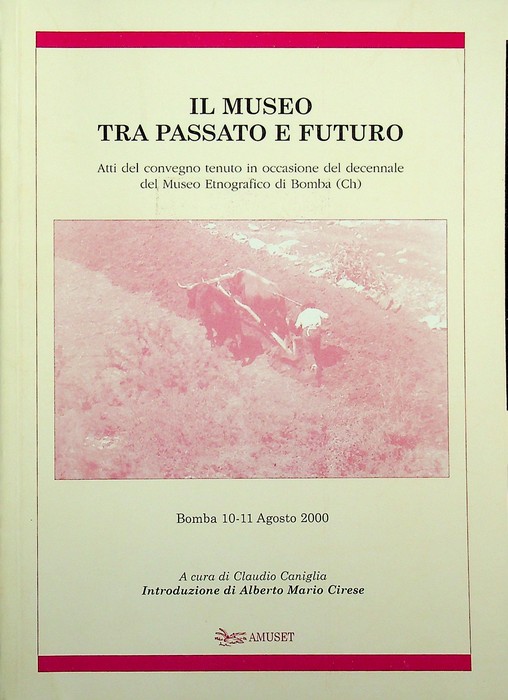 IL MUSEO
TRA PASSATO E FUTURO
Atti del convegno tenuto in occasione del decennale
del Museo Etnografico di Bomba (Ch)
Bomba 10-11 Agosto 2000
A cura di Claudio Caniglia
Introduzione di Alberto Mario Cirese
AMUSET